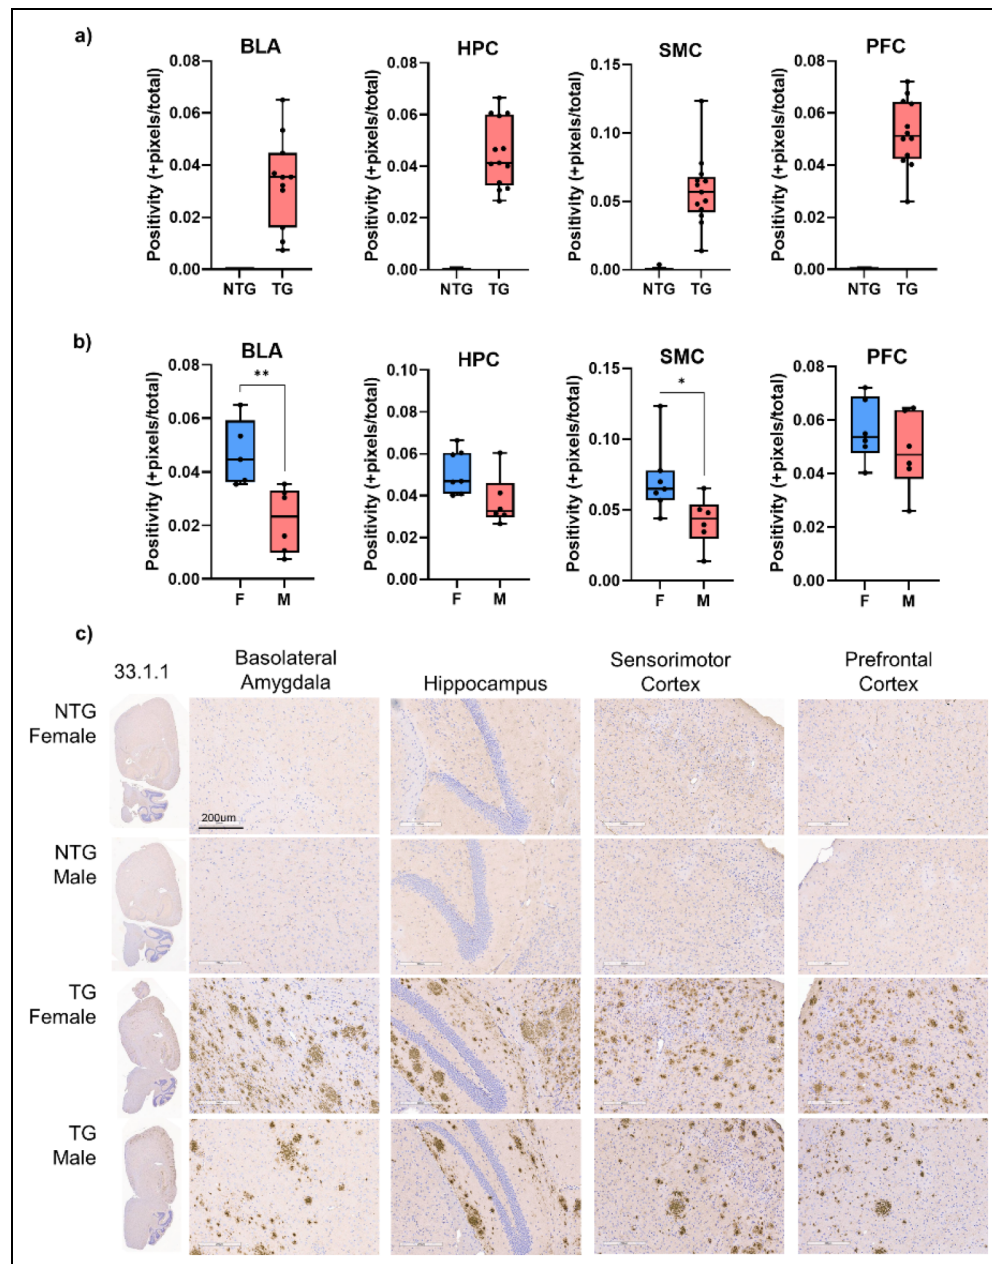 a)
BLA
HPC
SMC
PFC
Positivity (+pixels/total)
0.08
0.06
0.04
0.02
0.00
NTG TG
Positivity (+pixels/total)
0.08
0.06
0.04
0.02
0.00
NTG TG
Positivity (+pixels/total)
0.15
0.10
0.05
0.00
NTG TG
Positivity (+pixels/total)
0.08
0.06
0.04
0.02
0.00
NTG TG
b)
BLA
HPC
SMC
PFC
Positivity (+pixels/total)
0.08
0.06
0.04
0.02
0.00
**
F M
Positivity (+pixels/total)
0.10
0.08
0.06
0.04
0.02
0.00
F M
Positivity (+pixels/total)
0.15
0.10
0.05
0.00
*
F M
Positivity (+pixels/total)
0.08
0.06
0.04
0.02
0.00
F M
c)
33.1.1
Basolateral
Amygdala
Hippocampus
Sensorimotor
Cortex
Prefrontal
Cortex
NTG
Female
200um
NTG
Male
TG
Female
TG
Male